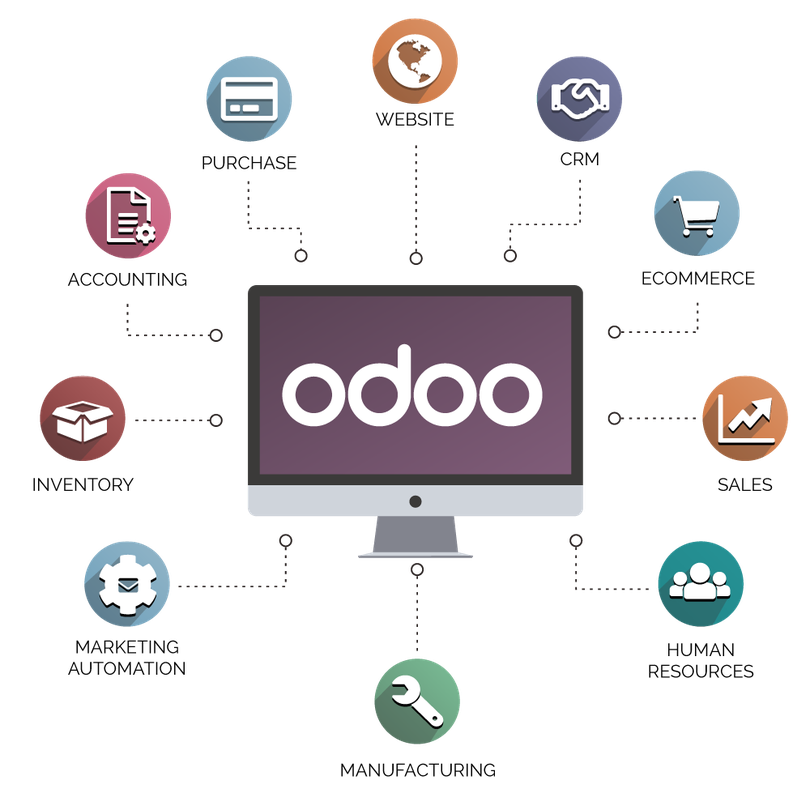 WEBSITE
PURCHASE
CRM
ACCOUNTING
ECOMMERCE
odoo
INVENTORY
SALES
MARKETING
AUTOMATION
HUMAN
RESOURCES
MANUFACTURING